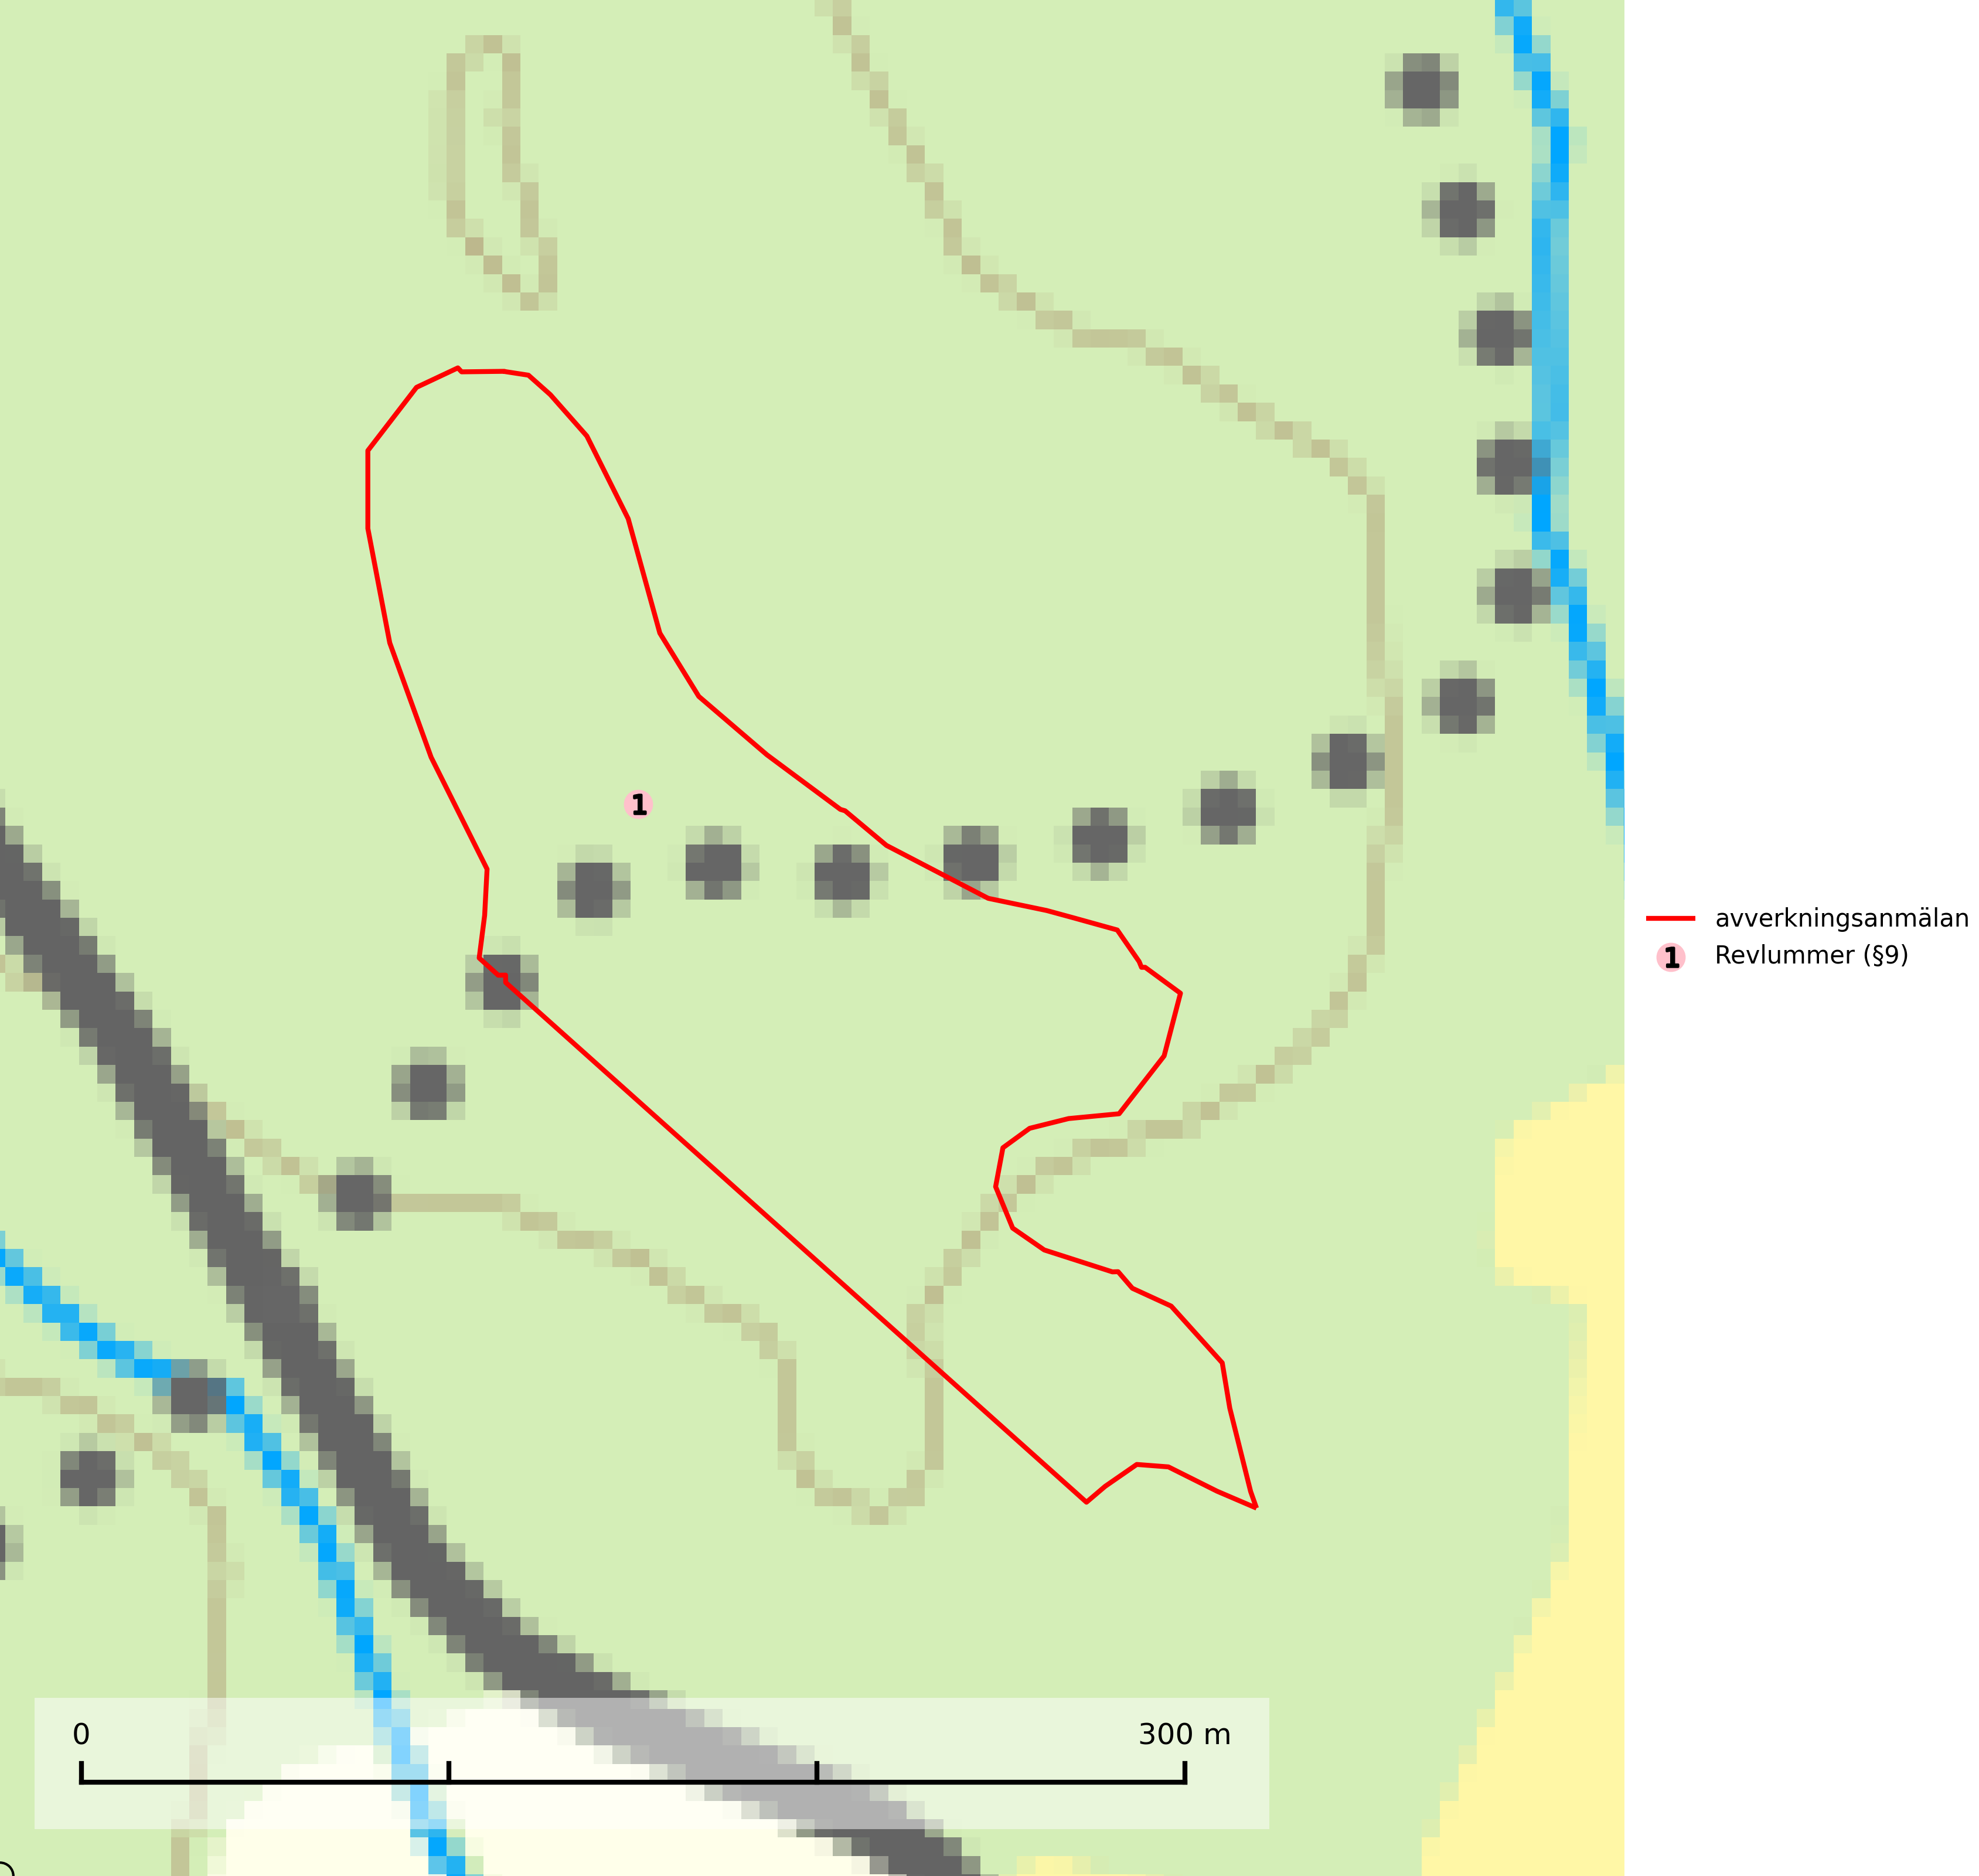 1
avverkningsanmälan
1 Revlummer (§9)
0 300 m